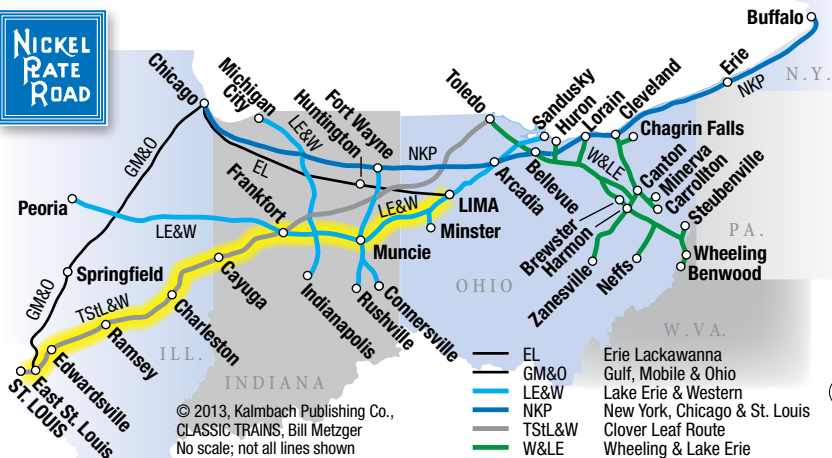 NICKEL
PLATE
ROAD
Buffalo
N.Y.
Erie
NKP
Cleveland
Lorain
Huron
Sandusky
Toledo
Chagrin Falls
Michigan
City
Chicago
LE&W
Fort Wayne
Huntington
NKP
EL
GM&O
W&LE
Canton
Minerva
Carrollton
Steubenville
Bellevue
Arcadia
LIMA
LE&W
Minster
Frankfort
Peoria
LE&W
Muncie
PA.
Brewster
Harmon
Wheeling
Benwood
Zanesville
Neffs
OHIO
Springfield
GM&O
Cayuga
Indianapolis
Rushville
Connersville
TStL&W
Charleston
Ramsey
W.VA.
ILL.
Edwardsville
East St. Louis
ST. LOUIS
INDIANA
© 2013, Kalmbach Publishing Co.,
CLASSIC TRAINS, Bill Metzger
No scale; not all lines shown
EL Erie Lackawanna
GM&O Gulf, Mobile & Ohio
LE&W Lake Erie & Western
NKP New York, Chicago & St. Louis
TStL&W Clover Leaf Route
W&LE Wheeling & Lake Erie